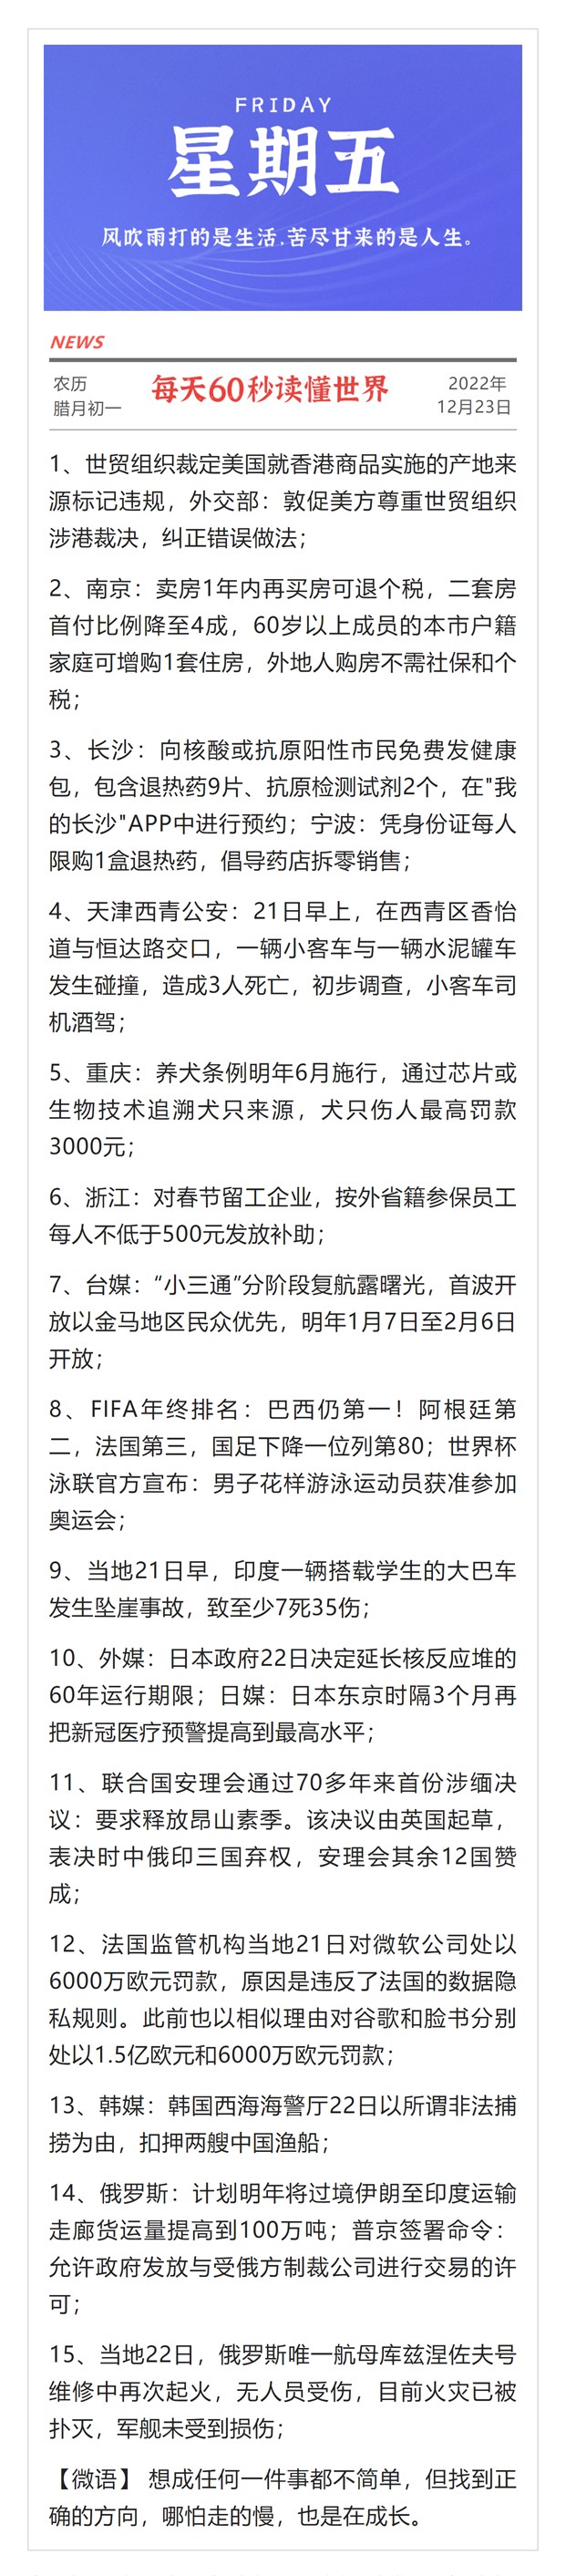 FRIDAY
星期五
风吹雨打的是生活,苦尽甘来的是人生。
NEWS
农历
腊月初一
每天60秒读懂世界
2022年
12月23日
1、世贸组织裁定美国就香港商品实施的产地来
源标记违规，外交部：敦促美方尊重世贸组织
涉港裁决，纠正错误做法；
2、南京：卖房1年内再买房可退个税，二套房
首付比例降至4成，60岁以上成员的本市户籍
家庭可增购1套住房，外地人购房不需社保和个
税；
3、长沙：向核酸或抗原阳性市民免费发健康
包，包含退热药9片、抗原检测试剂2个，在"我
的长沙"APP中进行预约；宁波：凭身份证每人
限购1盒退热药，倡导药店拆零销售；
4、天津西青公安：21日早上，在西青区香怡
道与恒达路交口，一辆小客车与一辆水泥罐车
发生碰撞，造成3人死亡，初步调查，小客车司
机酒驾；
5、重庆：养犬条例明年6月施行，通过芯片或
生物技术追溯犬只来源，犬只伤人最高罚款
3000元；
6、浙江：对春节留工企业，按外省籍参保员工
每人不低于500元发放补助；
7、台媒：“小三通”分阶段复航露曙光，首波开
放以金马地区民众优先，明年1月7日至2月6日
开放；
8、FIFA年终排名：巴西仍第一！阿根廷第
二，法国第三，国足下降一位列第80；世界杯
泳联官方宣布：男子花样游泳运动员获准参加
奥运会；
9、当地21日早，印度一辆搭载学生的大巴车
发生坠崖事故，致至少7死35伤；
10、外媒：日本政府22日决定延长核反应堆的
60年运行期限；日媒：日本东京时隔3个月再
把新冠医疗预警提高到最高水平；
11、联合国安理会通过70多年来首份涉缅决
议：要求释放昂山素季。该决议由英国起草，
表决时中俄印三国弃权，安理会其余12国赞
成；
12、法国监管机构当地21日对微软公司处以
6000万欧元罚款，原因是违反了法国的数据隐
私规则。此前也以相似理由对谷歌和脸书分别
处以1.5亿欧元和6000万欧元罚款；
13、韩媒：韩国西海海警厅22日以所谓非法捕
捞为由，扣押两艘中国渔船；
14、俄罗斯：计划明年将过境伊朗至印度运输
走廊货运量提高到100万吨；普京签署命令：
允许政府发放与受俄方制裁公司进行交易的许
可；
15、当地22日，俄罗斯唯一航母库兹涅佐夫号
维修中再次起火，无人员受伤，目前火灾已被
扑灭，军舰未受到损伤；
【微语】 想成任何一件事都不简单，但找到正
确的方向，哪怕走的慢，也是在成长。